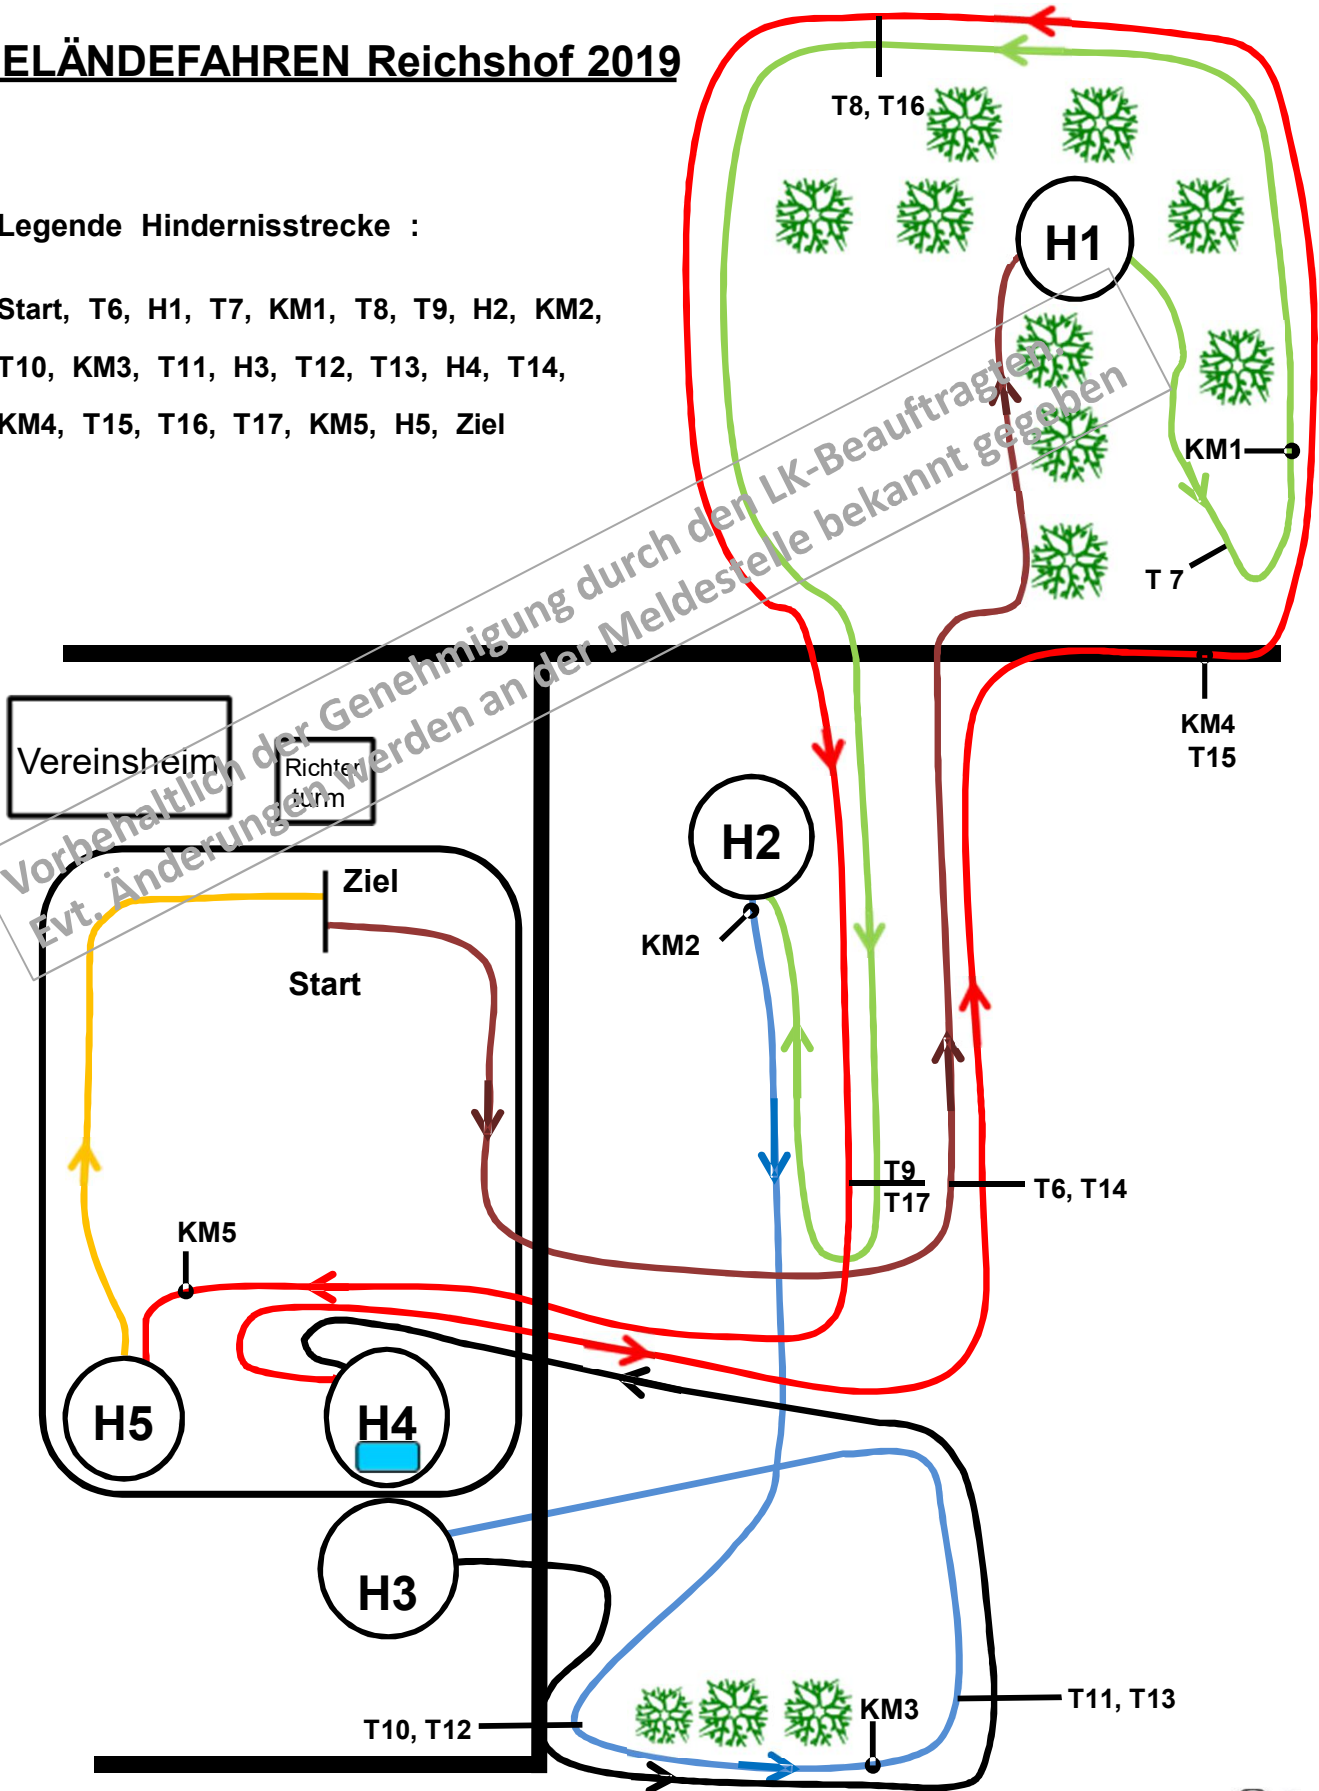 ELÄNDEFAHREN Reichshof 2019
T8, T16
Legende Hindernisstrecke :
H1
Start, T6, H1, T7, KM1, T8, T9, H2, KM2,
T10, KM3, T11, H3, T12, T13, H4, T14,
KM4, T15, T16, T17, KM5, H5, Ziel
KM1
T 7
Vorbehaltlich der Genehmigung durch den LK-Beauftragten.
Evt. Änderungen werden an der Meldestelle bekannt gegeben
KM4
T15
Vereinsheim
Richter
turm
H2
Ziel
KM2
Start
T9
T17
T6, T14
KM5
H5
H4
H3
T11, T13
KM3
T10, T12